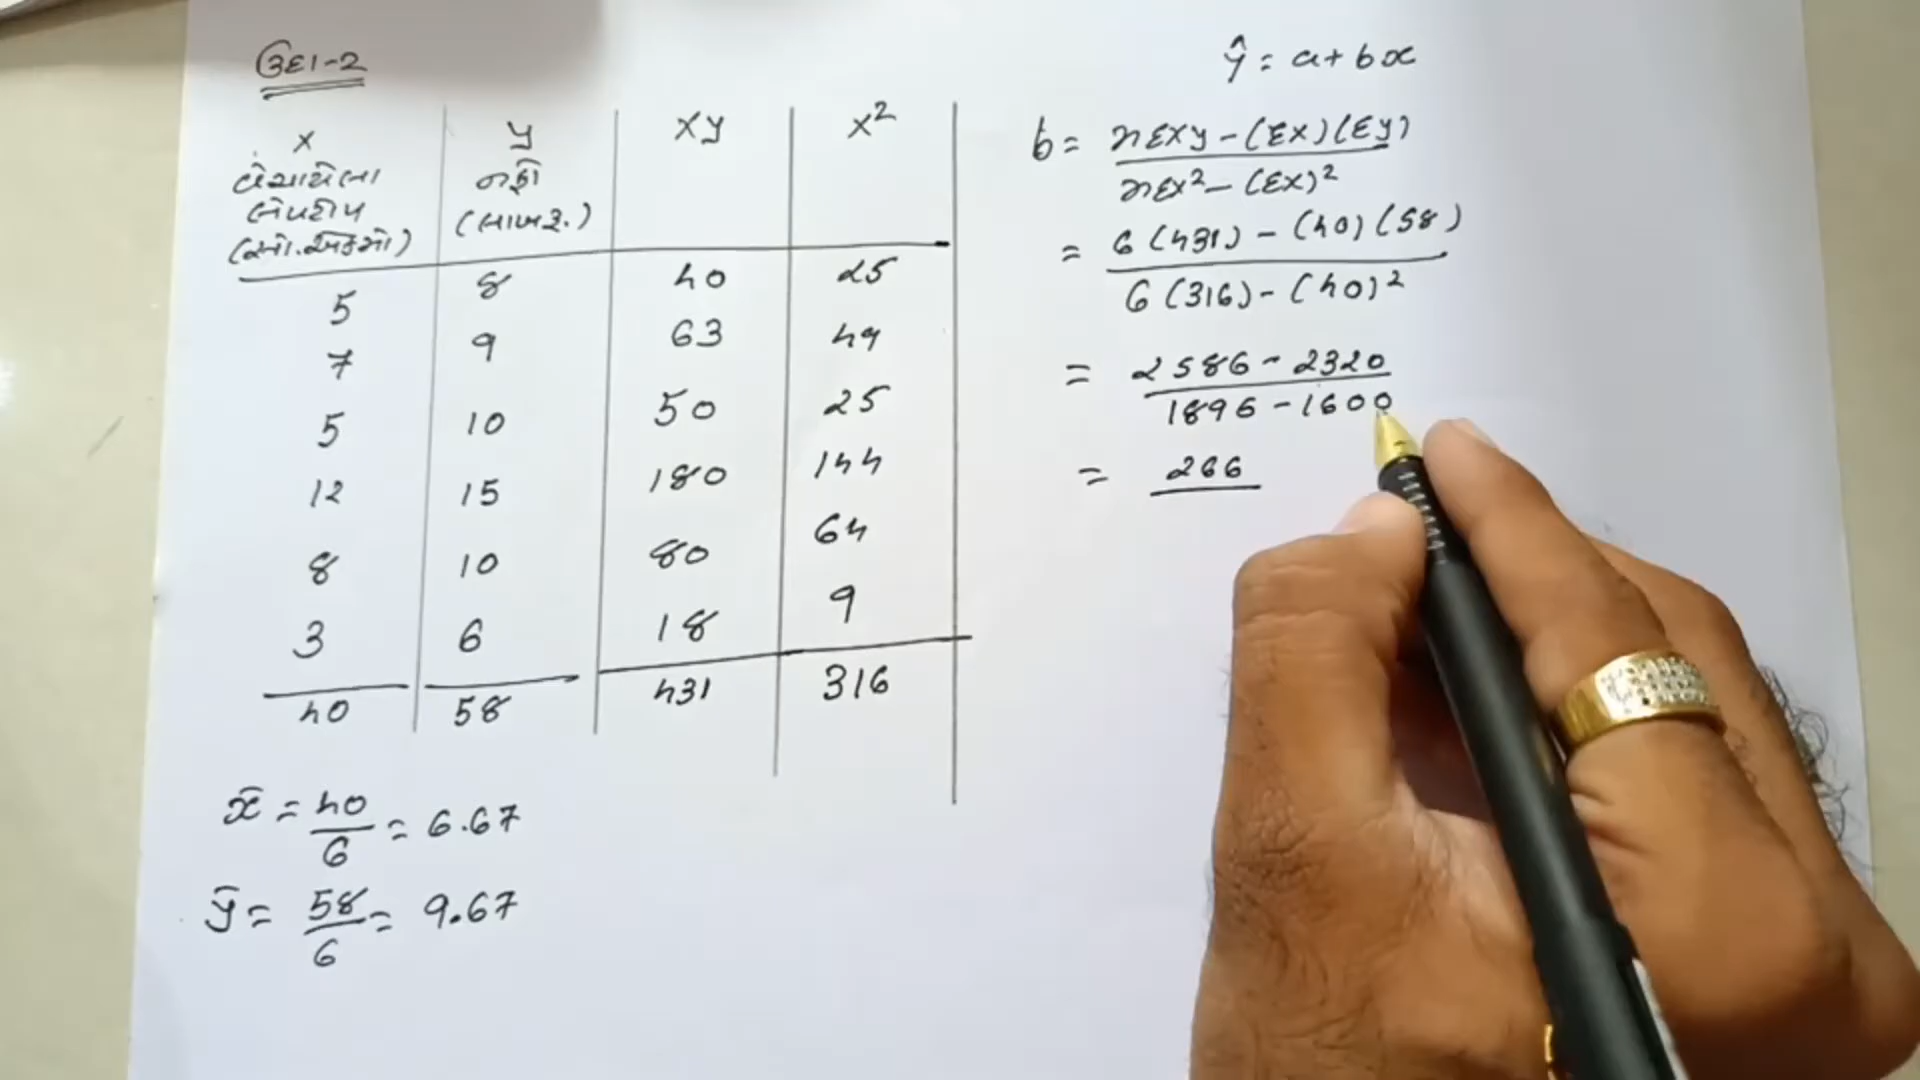 ઉદા-2
x y xy x²
વેચાયેલા નફો
લેપટોપ (લાખ રૂ.)
(સો. એકમો)
5 8 40 25
7 9 63 49
5 10 50 25
12 15 180 144
8 10 80 64
3 6 18 9
40 58 431 316
x̄ = 40/6 = 6.67
ȳ = 58/6 = 9.67
ŷ = a + bx
b = nΣxy - (Σx)(Σy) / nΣx² - (Σx)²
= 6(431) - (40)(58) / 6(316) - (40)²
= 2586 - 2320 / 1896 - 1600
= 266